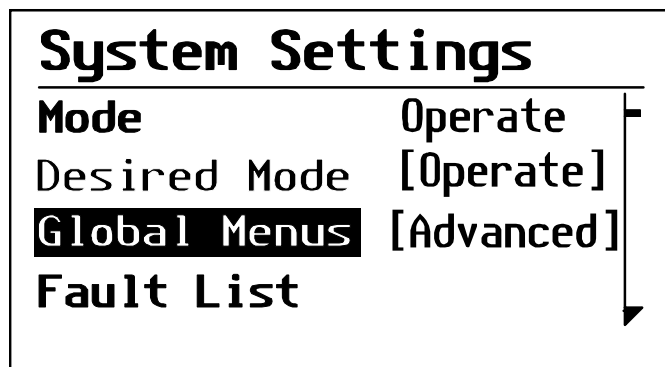 System Settings
Mode Operate
Desired Mode [Operate]
Global Menus [Advanced]
Fault List